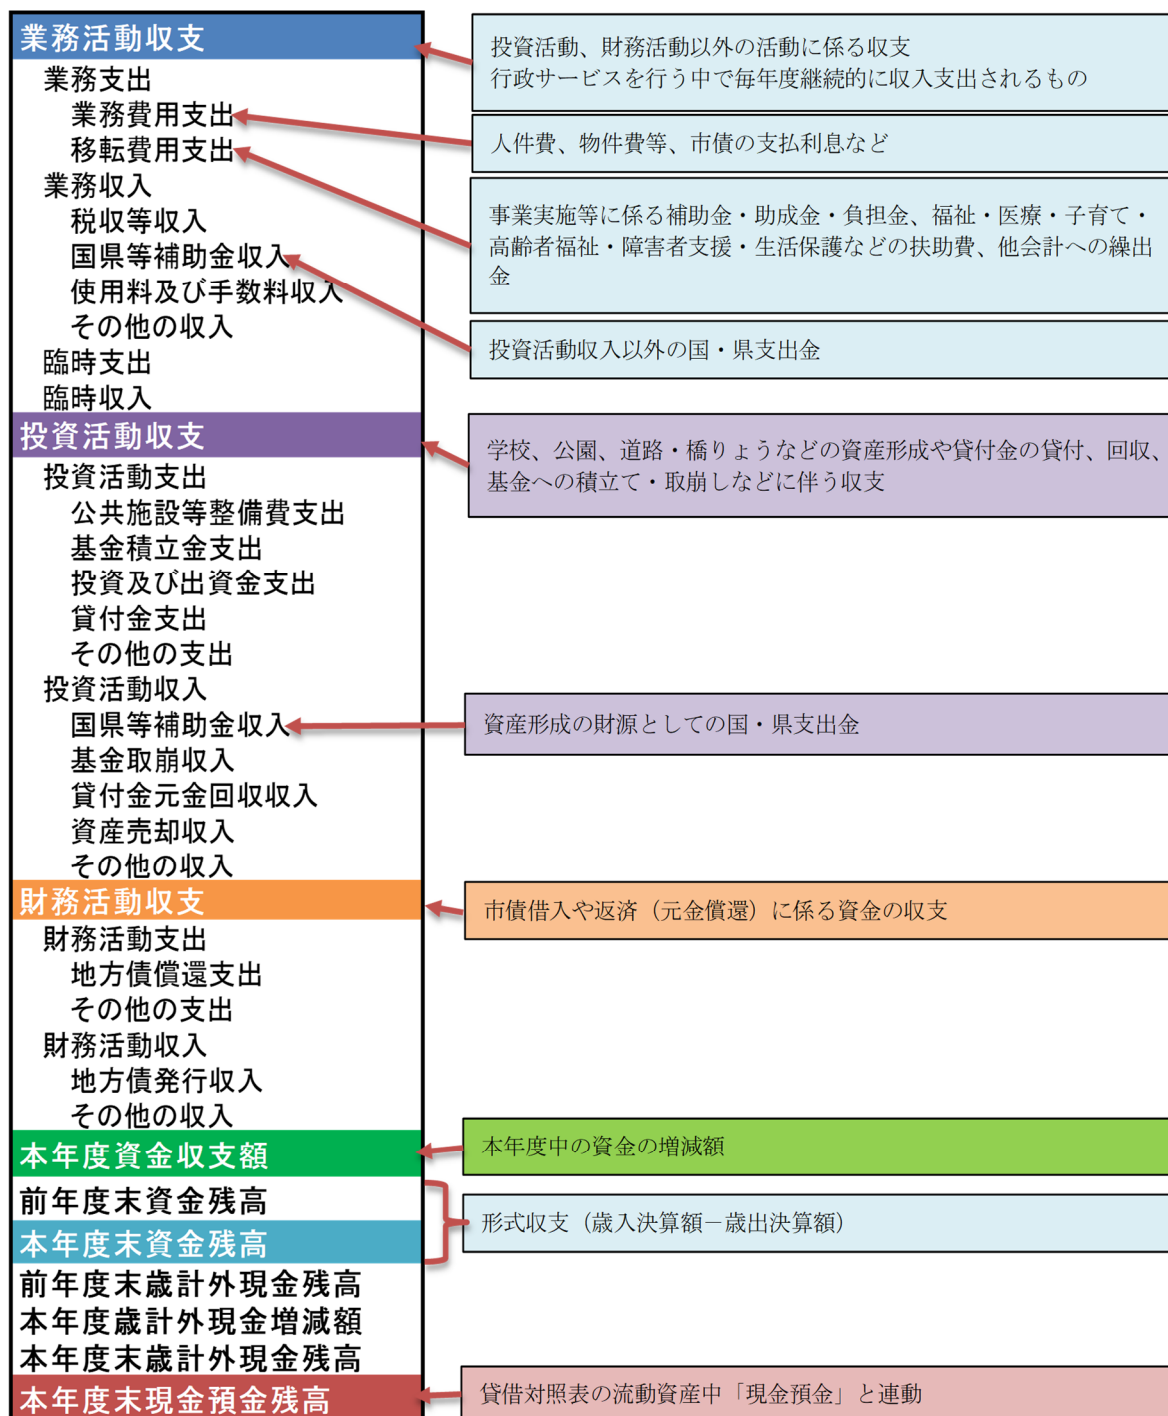 業務活動収支
投資活動、財務活動以外の活動に係る収支
行政サービスを行う中で毎年度継続的に収入支出されるもの
業務支出
業務費用支出
人件費、物件費等、市債の支払利息など
移転費用支出
事業実施等に係る補助金・助成金・負担金、福祉・医療・子育て・
高齢者福祉・障害者支援・生活保護などの扶助費、他会計への繰出
金
業務収入
税収等収入
国県等補助金収入
投資活動収入以外の国・県支出金
使用料及び手数料収入
その他の収入
臨時支出
臨時収入
投資活動収支
学校、公園、道路・橋りょうなどの資産形成や貸付金の貸付、回収、
基金への積立て・取崩しなどに伴う収支
投資活動支出
公共施設等整備費支出
基金積立金支出
投資及び出資金支出
貸付金支出
その他の支出
投資活動収入
国県等補助金収入
資産形成の財源としての国・県支出金
基金取崩収入
貸付金元金回収収入
資産売却収入
その他の収入
財務活動収支
市債借入や返済（元金償還）に係る資金の収支
財務活動支出
地方債償還支出
その他の支出
財務活動収入
地方債発行収入
その他の収入
本年度資金収支額
本年度中の資金の増減額
前年度末資金残高
形式収支（歳入決算額－歳出決算額）
本年度末資金残高
前年度末歳計外現金残高
本年度歳計外現金増減額
本年度末歳計外現金残高
本年度末現金預金残高
貸借対照表の流動資産中「現金預金」と連動